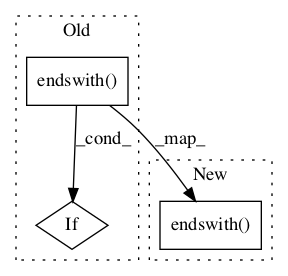 Old
endswith()
_cond_
_map_
New
If
endswith()